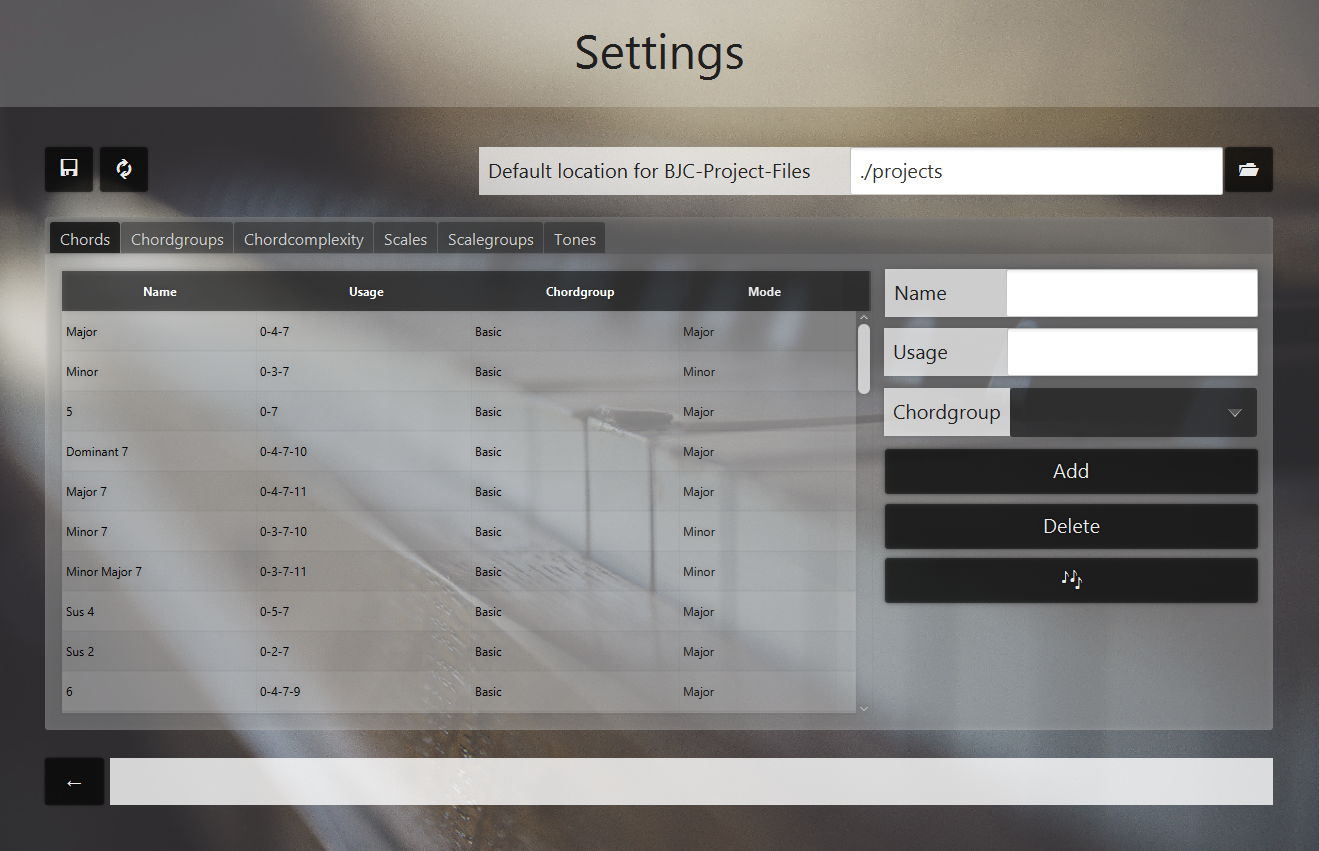 Settings
Default location for BJC-Project-Files ./projects
Chords Chordgroups Chordcomplexity Scales Scalegroups Tones
Name Usage Chordgroup Mode
Major 0-4-7 Basic Major
Minor 0-3-7 Basic Minor
5 0-7 Basic Major
Dominant 7 0-4-7-10 Basic Major
Major 7 0-4-7-11 Basic Major
Minor 7 0-3-7-10 Basic Minor
Minor Major 7 0-3-7-11 Basic Minor
Sus 4 0-5-7 Basic Major
Sus 2 0-2-7 Basic Major
6 0-4-7-9 Basic Major
Name
Usage
Chordgroup
Add
Delete